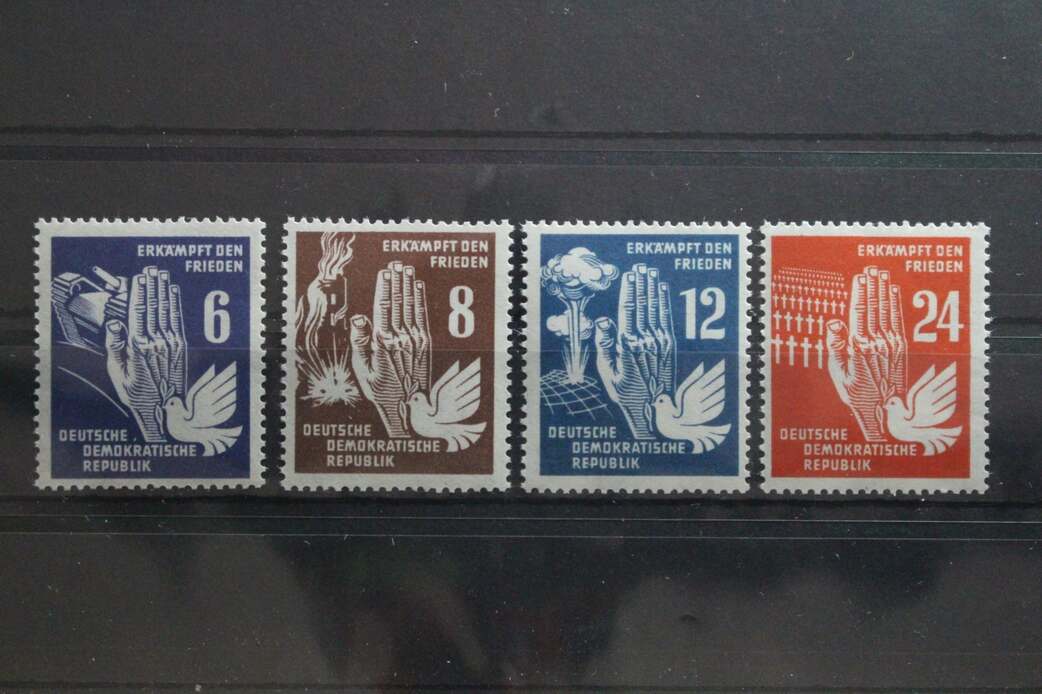 ERKÄMPFT DEN
FRIEDEN
6
DEUTSCHE
DEMOKRATISCHE
REPUBLIK
ERKÄMPFT DEN
FRIEDEN
8
DEUTSCHE
DEMOKRATISCHE
REPUBLIK
ERKÄMPFT DEN
FRIEDEN
12
DEUTSCHE
DEMOKRATISCHE
REPUBLIK
ERKÄMPFT DEN
FRIEDEN
24
DEUTSCHE
DEMOKRATISCHE
REPUBLIK